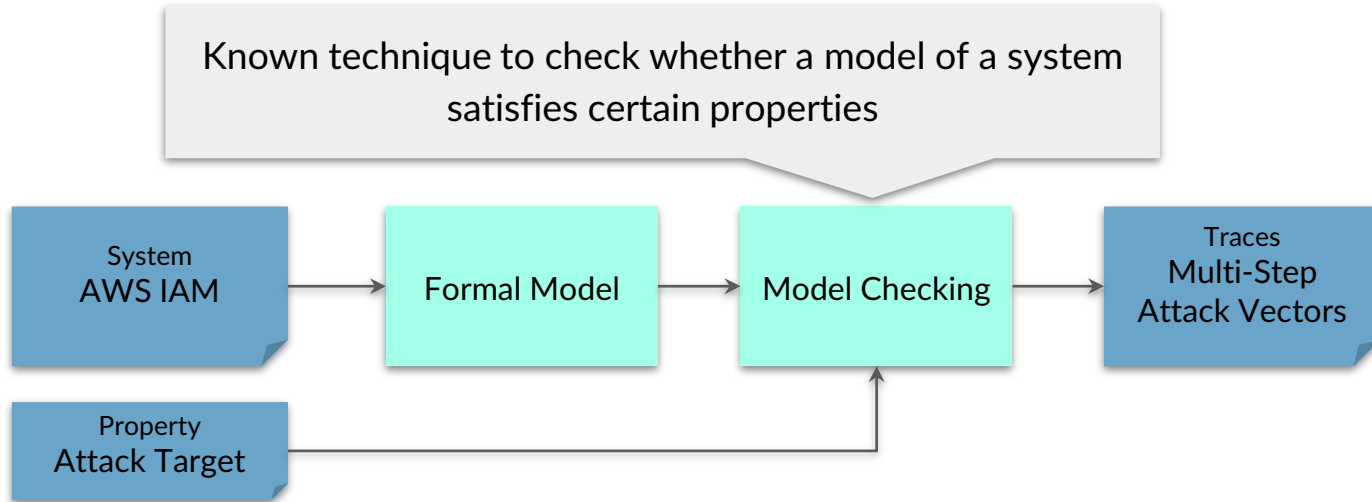 Known technique to check whether a model of a system
satisfies certain properties
System
AWS IAM
Formal Model
Model Checking
Traces
Multi-Step
Attack Vectors
Property
Attack Target